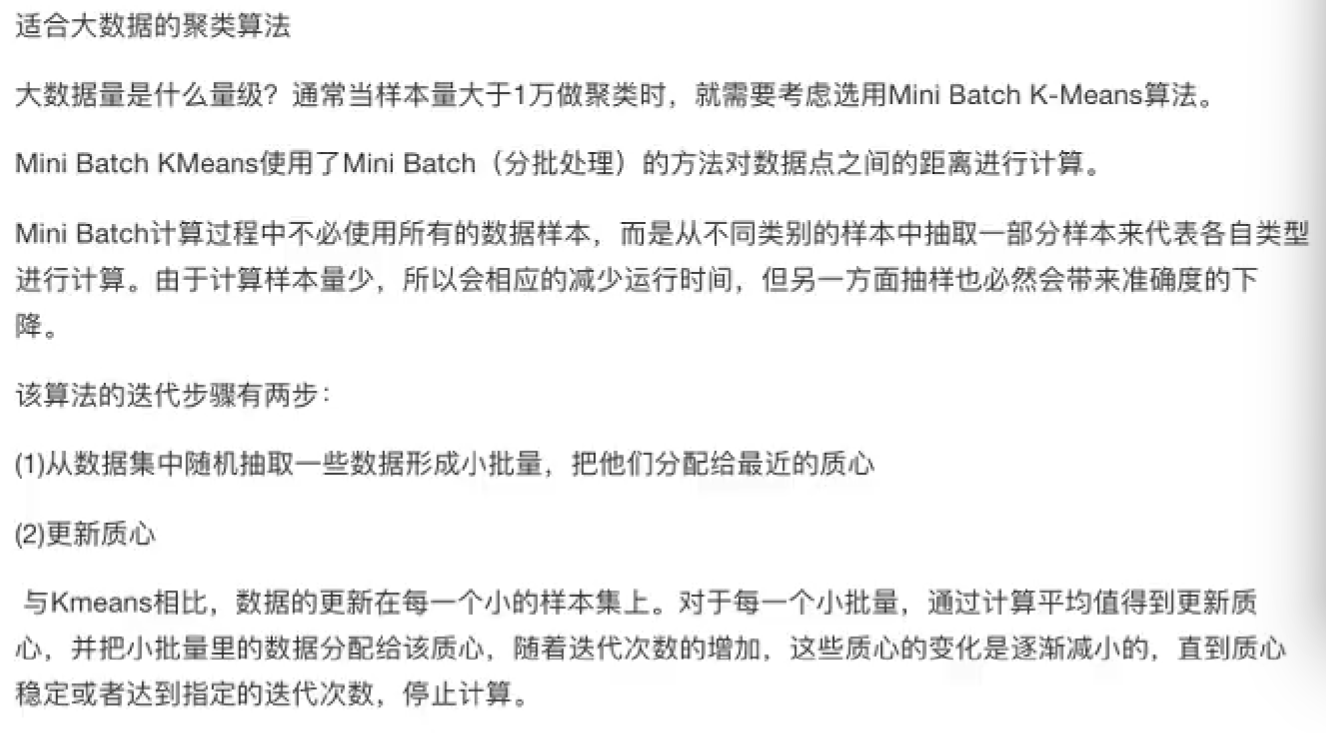 适合大数据的聚类算法
大数据量是什么量级？通常当样本量大于1万做聚类时，就需要考虑选用Mini Batch K-Means算法。
Mini Batch KMeans使用了Mini Batch（分批处理）的方法对数据点之间的距离进行计算。
Mini Batch计算过程中不必使用所有的数据样本，而是从不同类别的样本中抽取一部分样本来代表各自类型
进行计算。由于计算样本量少，所以会相应的减少运行时间，但另一方面抽样也必然会带来准确度的下
降。
该算法的迭代步骤有两步：
(1)从数据集中随机抽取一些数据形成小批量，把他们分配给最近的质心
(2)更新质心
与Kmeans相比，数据的更新在每一个小的样本集上。对于每一个小批量，通过计算平均值得到更新质
心，并把小批量里的数据分配给该质心，随着迭代次数的增加，这些质心的变化是逐渐减小的，直到质心
稳定或者达到指定的迭代次数，停止计算。